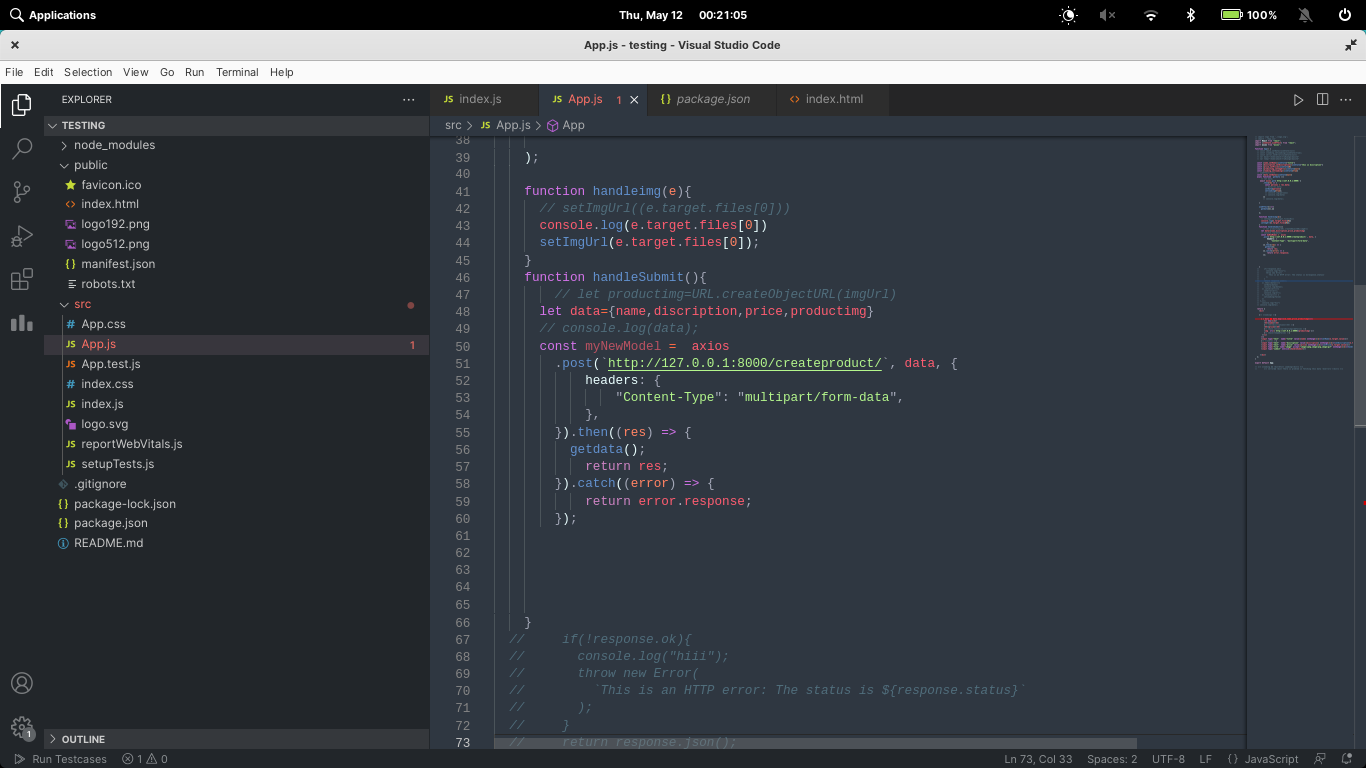 Applications
Thu, May 12 00:21:05
100%
App.js - testing - Visual Studio Code
File Edit Selection View Go Run Terminal Help
EXPLORER
TESTING
node_modules
public
favicon.ico
index.html
logo192.png
logo512.png
manifest.json
robots.txt
src
App.css
App.js 1
App.test.js
index.css
index.js
logo.svg
reportWebVitals.js
setupTests.js
.gitignore
package-lock.json
package.json
README.md
OUTLINE
JS index.js
JS App.js 1
{} package.json
<> index.html
src > JS App.js > App
38
39 );
40
41 function handleimg(e){
42 // setImgUrl((e.target.files[0]))
43 console.log(e.target.files[0])
44 setImgUrl(e.target.files[0]);
45 }
46 function handleSubmit(){
47 // let productimg=URL.createObjectURL(imgUrl)
48 let data={name,discription,price,productimg}
49 // console.log(data);
50 const myNewModel = axios
51 .post(`http://127.0.0.1:8000/createproduct/`, data, {
52 headers: {
53 "Content-Type": "multipart/form-data",
54 },
55 }).then((res) => {
56 getdata();
57 return res;
58 }).catch((error) => {
59 return error.response;
60 });
61
62
63
64
65
66 }
67 // if(!response.ok){
68 // console.log("hiii");
69 // throw new Error(
70 // `This is an HTTP error: The status is ${response.status}`
71 // );
72 // }
73 // return response.json();
1
Run Testcases 1 0
Ln 73, Col 33 Spaces: 2 UTF-8 LF {} JavaScript